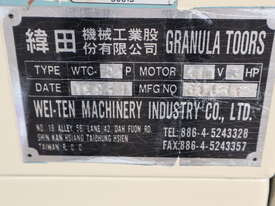 緯田 機械工業股份有限公司 GRANULA TOORS
TYPE WTC- P MOTOR V HP
DATE MFG NO
WEI-TEN MACHINERY INDUSTRY CO., LTD.
NO. 18 ALLEY 56 LANE 42, DAH FUON RD. TEL:886-4-5243328
SHIN KAN HSIANG TAICHUNG HSIEN FAX:886-4-5243357
TAIWAN R. O. C